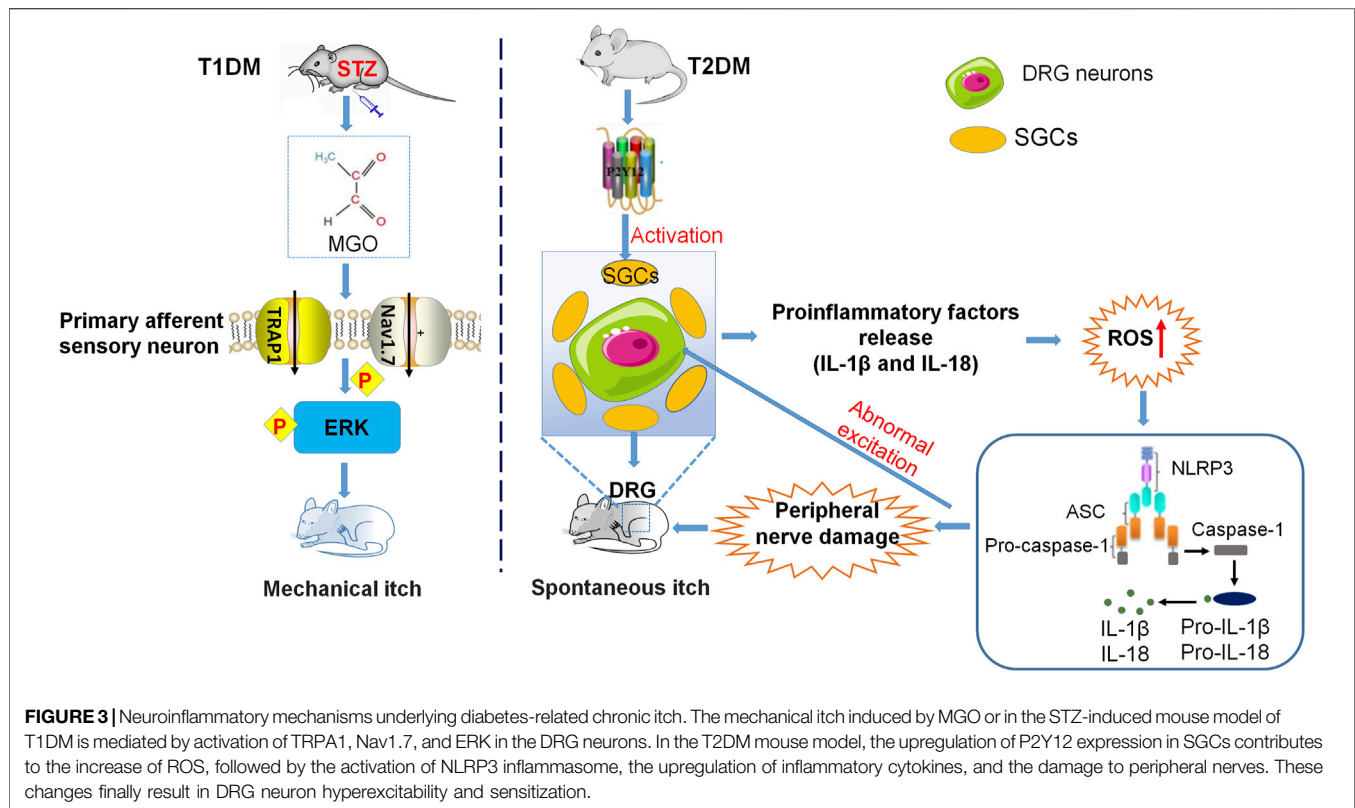 T1DM
STZ
H₃C
C
O
C
H
O
MGO
Primary afferent
sensory neuron
TRAP1
Nav1.7
+
P
P
ERK
Mechanical itch
T2DM
P2Y12
Activation
SGCs
DRG
Spontaneous itch
DRG neurons
SGCs
Proinflammatory factors
release
(IL-1β and IL-18)
ROS
Abnormal
excitation
Peripheral
nerve damage
NLRP3
ASC
Pro-caspase-1
Caspase-1
IL-1β
IL-18
Pro-IL-1β
Pro-IL-18
FIGURE 3 | Neuroinflammatory mechanisms underlying diabetes-related chronic itch. The mechanical itch induced by MGO or in the STZ-induced mouse model of
T1DM is mediated by activation of TRPA1, Nav1.7, and ERK in the DRG neurons. In the T2DM mouse model, the upregulation of P2Y12 expression in SGCs contributes
to the increase of ROS, followed by the activation of NLRP3 inflammasome, the upregulation of inflammatory cytokines, and the damage to peripheral nerves. These
changes finally result in DRG neuron hyperexcitability and sensitization.